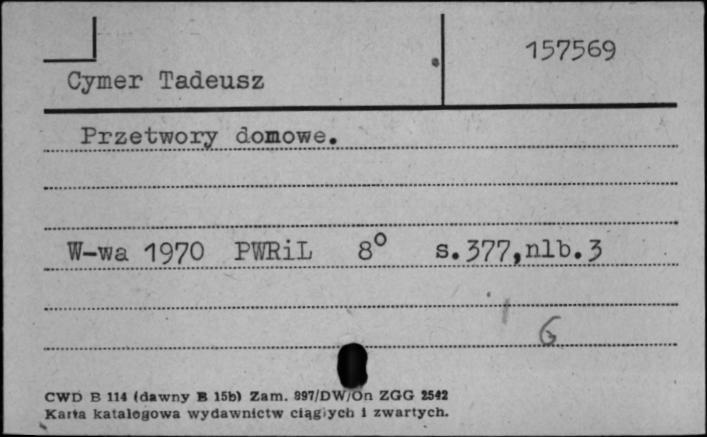 157569
Cymer Tadeusz
Przetwory domowe.
W-wa 1970 PWRiL 8° s.377,nlb.3
G
CWD B 114 (dawny B 15b) Zam. 897/DW/On ZGG 2542
Karta katalogowa wydawnictw ciągłych i zwartych.